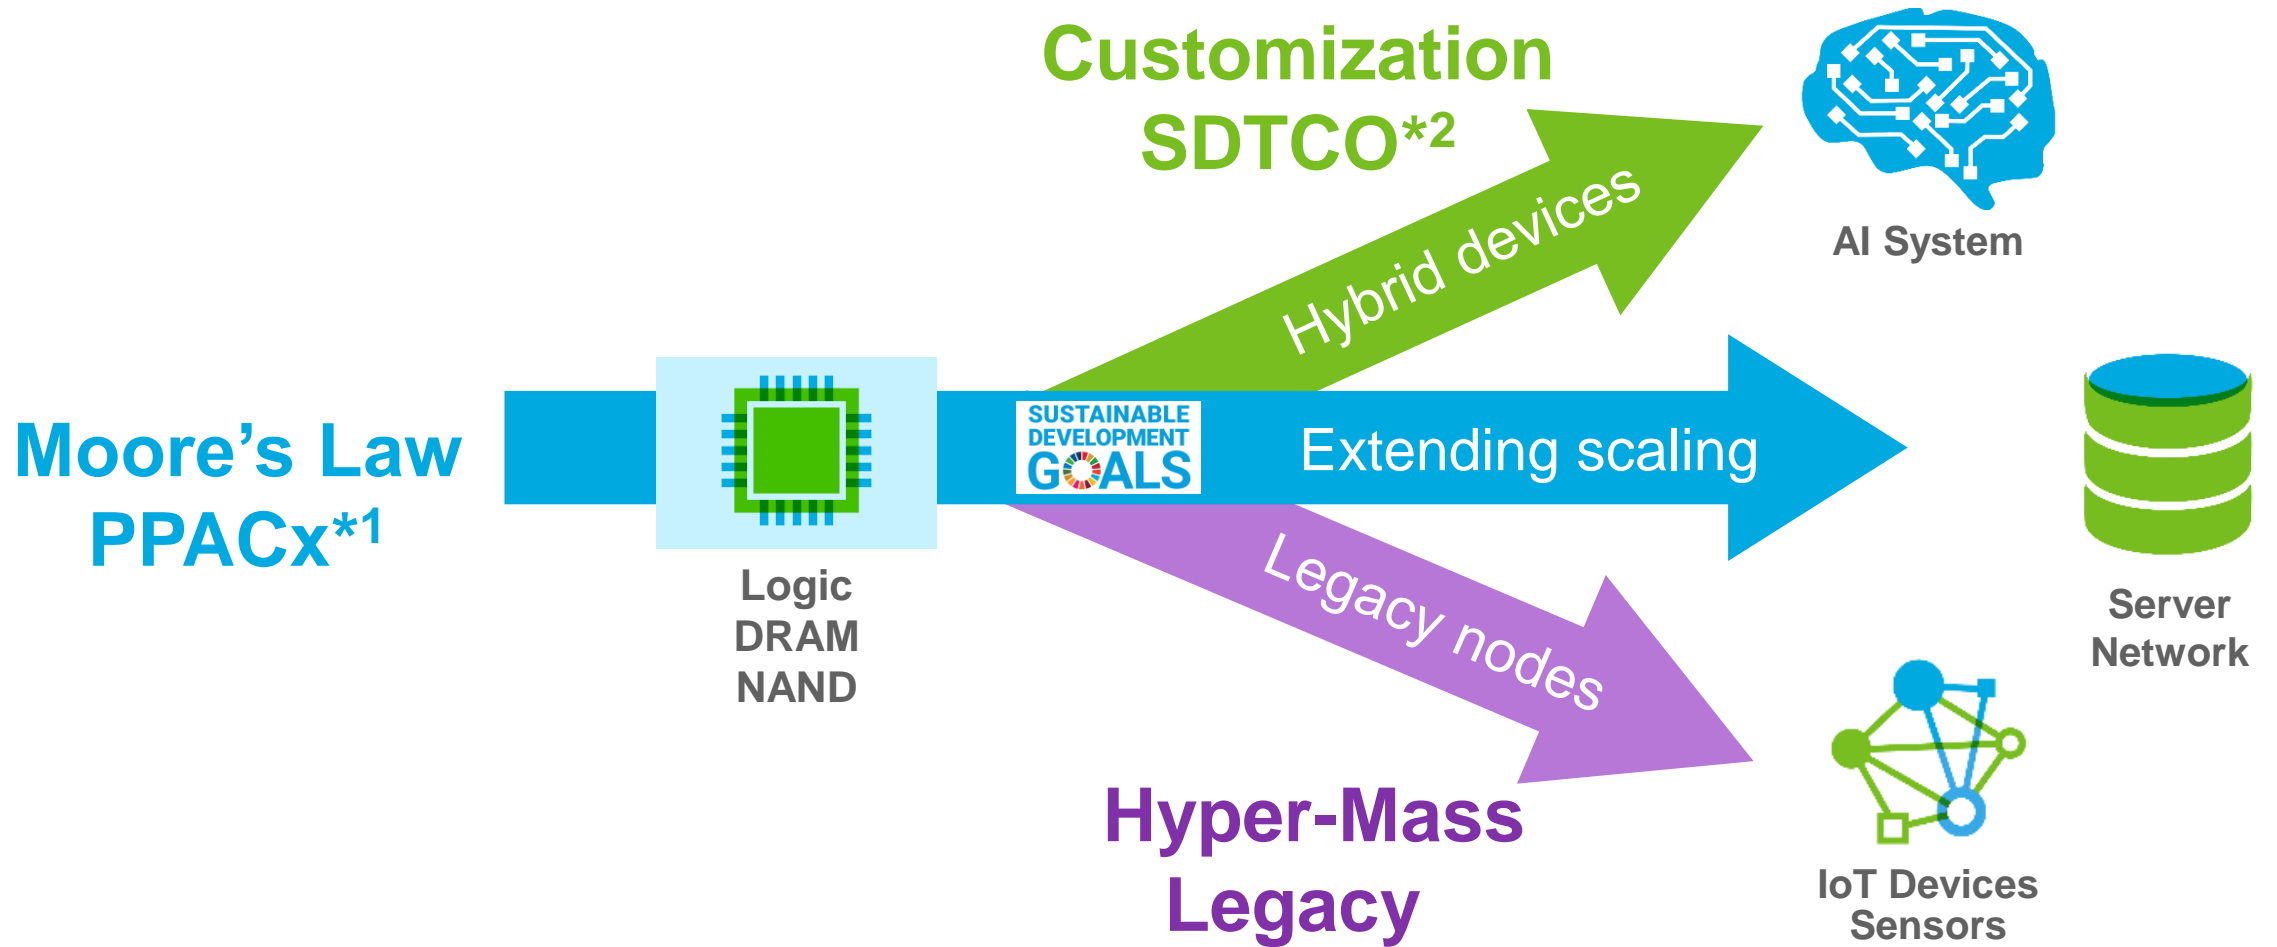 Customization
SDTCO*2
Hybrid devices
AI System
Moore’s Law
PPACx*1
Logic
DRAM
NAND
SUSTAINABLE
DEVELOPMENT
GOALS
Extending scaling
Server
Network
Legacy nodes
Hyper-Mass
Legacy
IoT Devices
Sensors